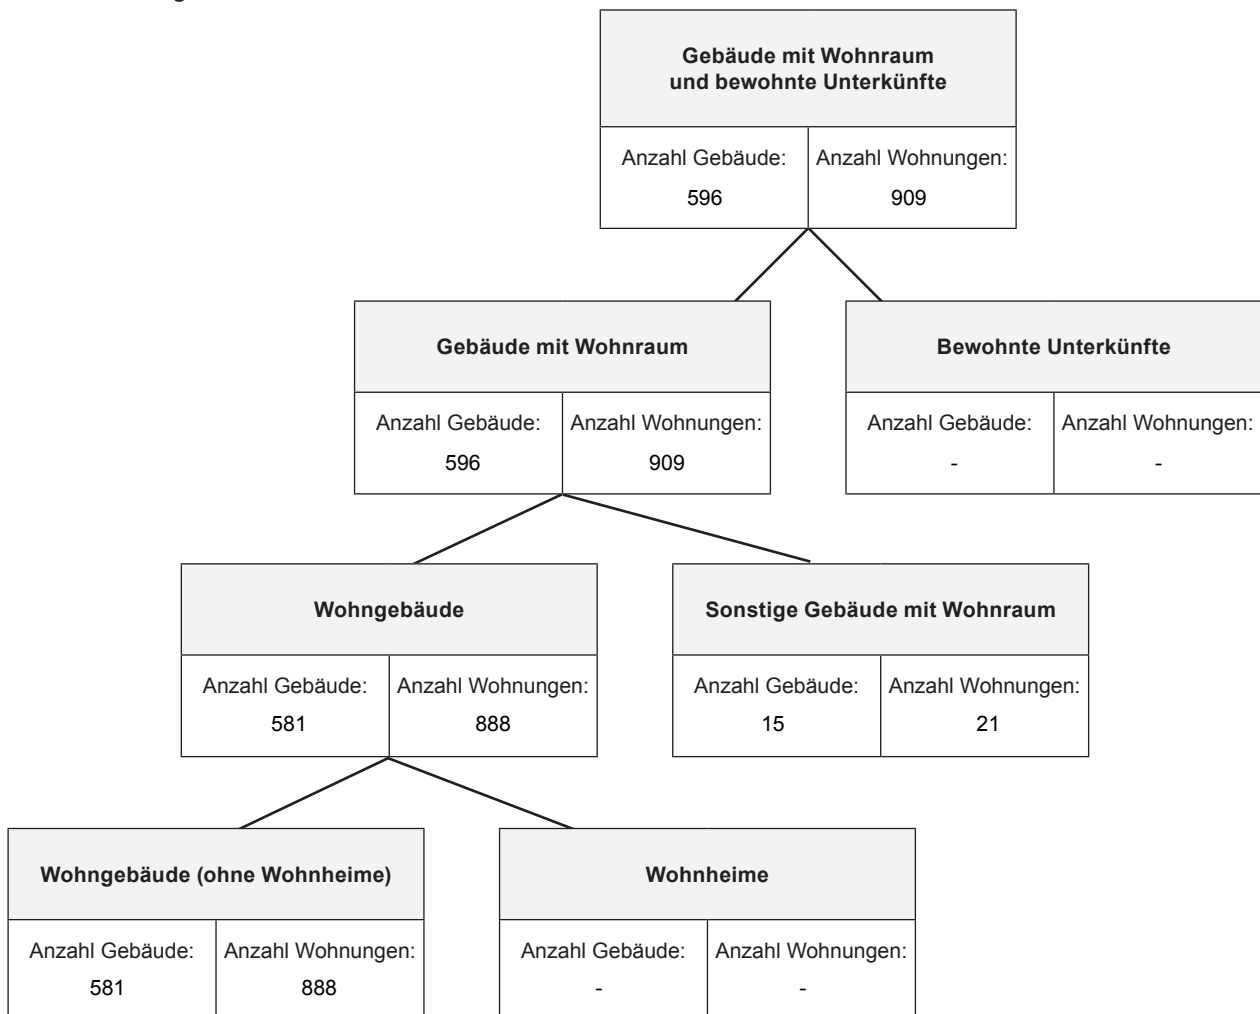 Gebäude mit Wohnraum
und bewohnte Unterkünfte
Anzahl Gebäude: Anzahl Wohnungen:
596 909
Gebäude mit Wohnraum
Anzahl Gebäude: Anzahl Wohnungen:
596 909
Bewohnte Unterkünfte
Anzahl Gebäude: Anzahl Wohnungen:
- -
Wohngebäude
Anzahl Gebäude: Anzahl Wohnungen:
581 888
Sonstige Gebäude mit Wohnraum
Anzahl Gebäude: Anzahl Wohnungen:
15 21
Wohngebäude (ohne Wohnheime)
Anzahl Gebäude: Anzahl Wohnungen:
581 888
Wohnheime
Anzahl Gebäude: Anzahl Wohnungen:
- -